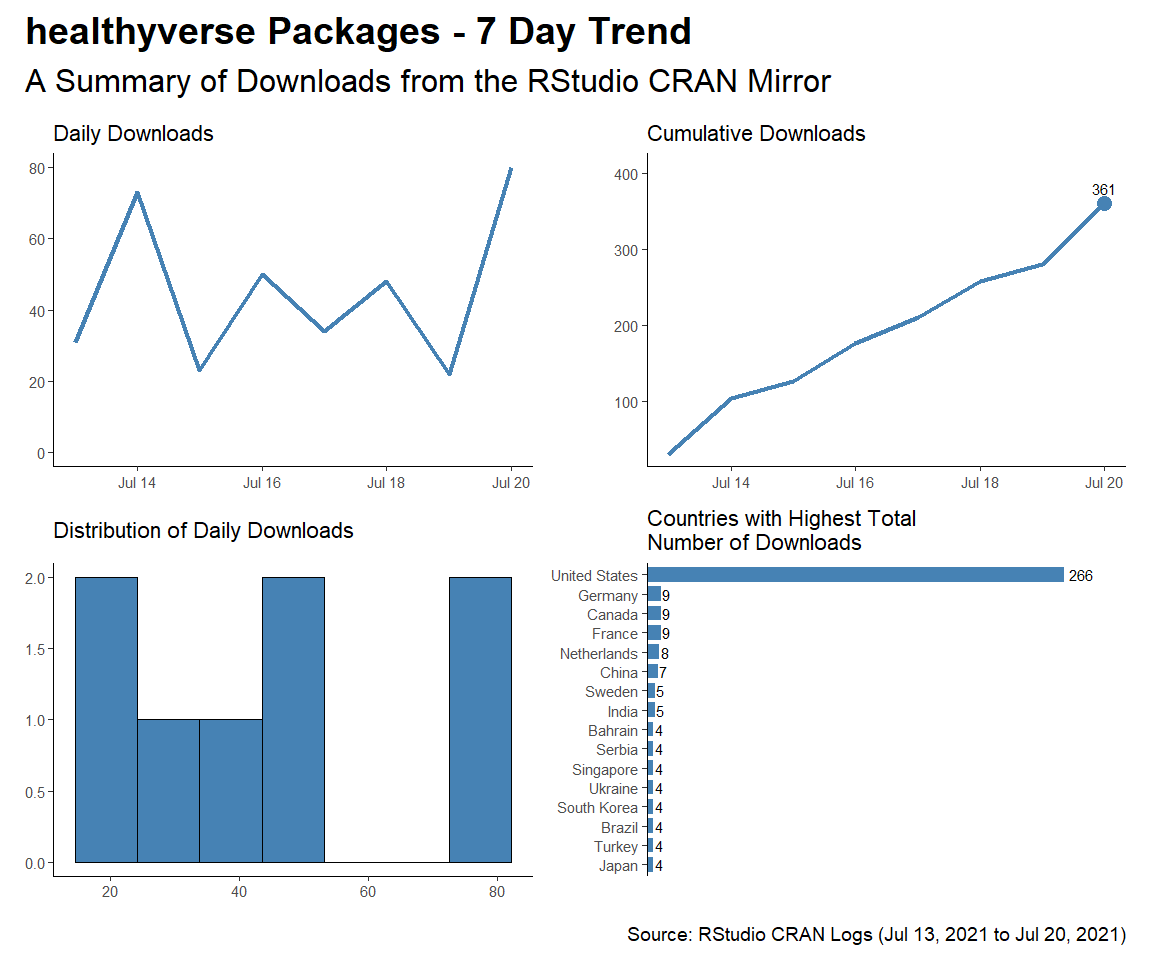 healthyverse Packages - 7 Day Trend
A Summary of Downloads from the RStudio CRAN Mirror
Daily Downloads
80
60
40
20
0
Jul 14 Jul 16 Jul 18 Jul 20
Cumulative Downloads
400
300
200
100
361
Jul 14 Jul 16 Jul 18 Jul 20
Distribution of Daily Downloads
2.0
1.5
1.0
0.5
0.0
20 40 60 80
Countries with Highest Total
Number of Downloads
United States 266
Germany 9
Canada 9
France 9
Netherlands 8
China 7
Sweden 5
India 5
Bahrain 4
Serbia 4
Singapore 4
Ukraine 4
South Korea 4
Brazil 4
Turkey 4
Japan 4
Source: RStudio CRAN Logs (Jul 13, 2021 to Jul 20, 2021)